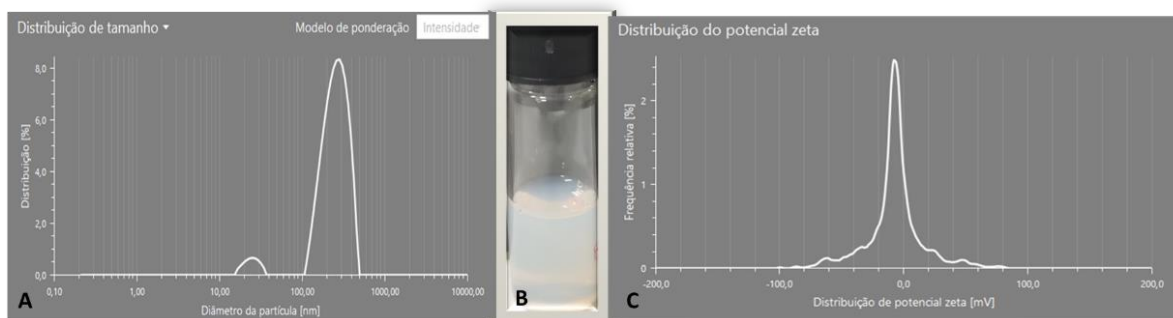 Distribuição de tamanho ▾ Modelo de ponderação Intensidade
8,0
6,0
4,0
2,0
0,0
Distribuição [%]
0,10 1,00 10,00 100,00 1000,00 10000,00
Diâmetro da partícula [nm]
A
B
Distribuição do potencial zeta
2
1
0
Frequência relativa [%]
-200,0 -100,0 0,0 100,0 200,0
Distribuição de potencial zeta [mV]
C